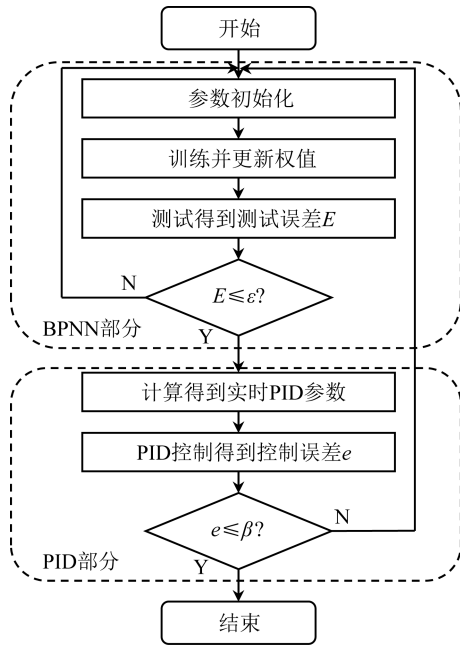 开始
参数初始化
训练并更新权值
测试得到测试误差E
N
E≤ε?
BPNN部分
Y
计算得到实时PID参数
PID控制得到控制误差e
N
e≤β?
Y
PID部分
结束